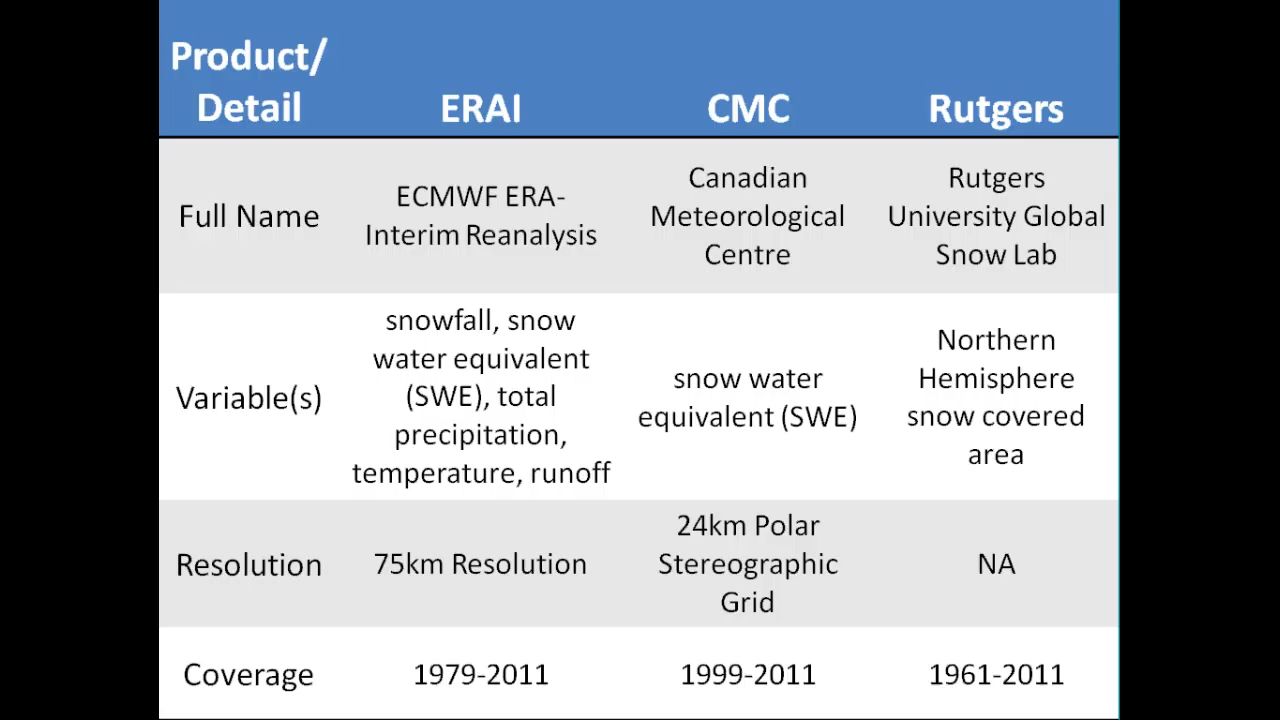 Product/
Detail
ERAI
CMC
Rutgers
Full Name
ECMWF ERA-
Interim Reanalysis
Canadian
Meteorological
Centre
Rutgers
University Global
Snow Lab
Variable(s)
snowfall, snow
water equivalent
(SWE), total
precipitation,
temperature, runoff
snow water
equivalent (SWE)
Northern
Hemisphere
snow covered
area
Resolution
75km Resolution
24km Polar
Stereographic
Grid
NA
Coverage
1979-2011
1999-2011
1961-2011